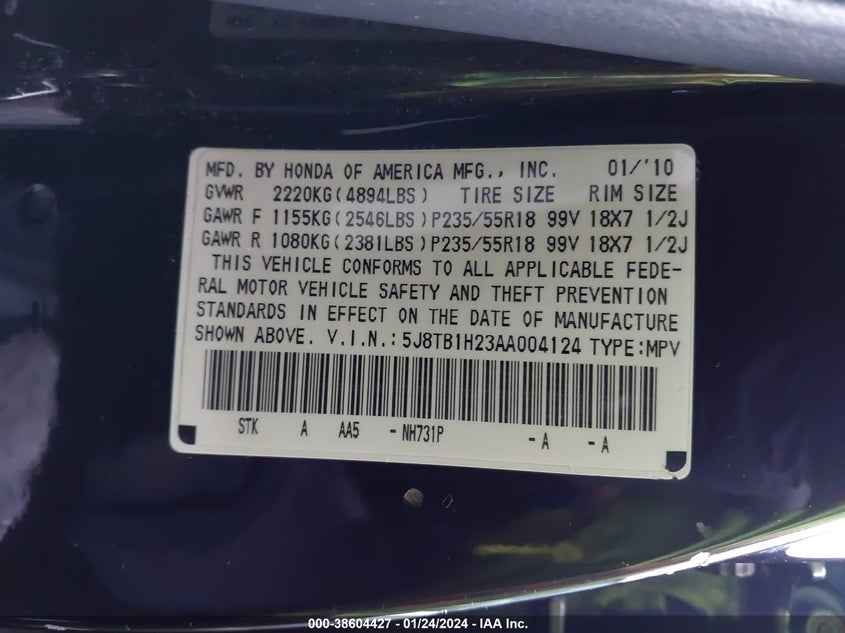 MFD. BY HONDA OF AMERICA MFG., INC. 01/'10
GVWR 2220KG(4894LBS) TIRE SIZE RIM SIZE
GAWR F 1155KG(2546LBS)P235/55R18 99V 18X7 1/2J
GAWR R 1080KG(2381LBS)P235/55R18 99V 18X7 1/2J
THIS VEHICLE CONFORMS TO ALL APPLICABLE FEDE-
RAL MOTOR VEHICLE SAFETY AND THEFT PREVENTION
STANDARDS IN EFFECT ON THE DATE OF MANUFACTURE
SHOWN ABOVE. V.I.N.:5J8TB1H23AA004124 TYPE:MPV
STK A AA5 -NH731P -A -A
000-38604427 - 01/24/2024 - IAA Inc.